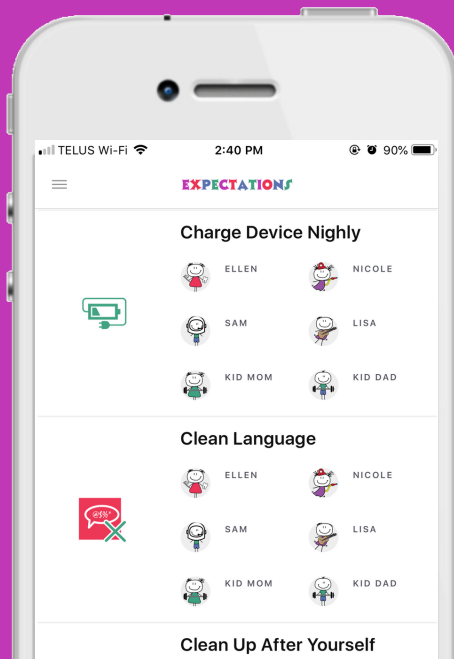 TELUS Wi-Fi 2:40 PM 90%
EXPECTATIONS
Charge Device Nighly
ELLEN NICOLE
SAM LISA
KID MOM KID DAD
@$%*
Clean Language
ELLEN NICOLE
SAM LISA
KID MOM KID DAD
Clean Up After Yourself